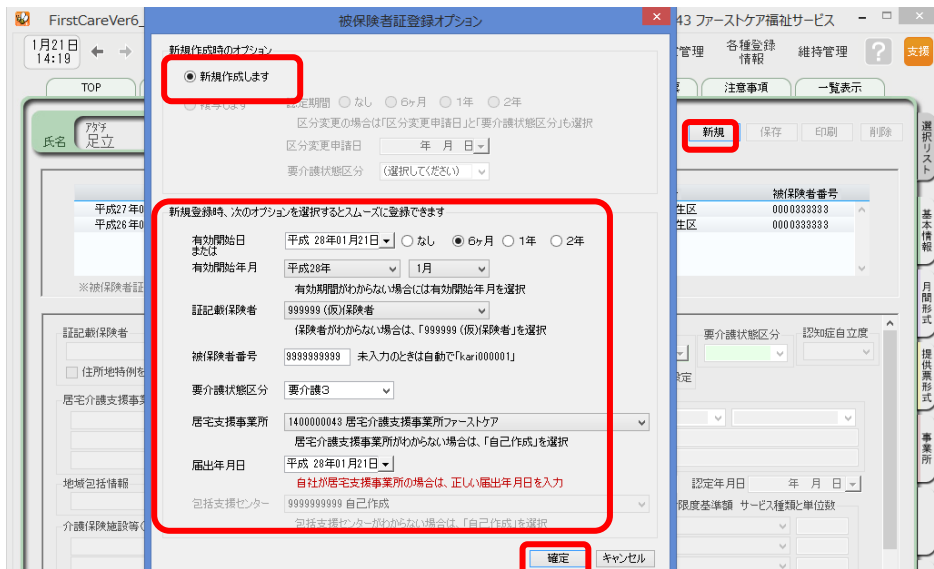 FirstCareVer6_
被保険者証登録オプション
43 ファーストケア福祉サービス
1月21日
14:19
管理
各種登録
情報
維持管理
支援
TOP
注意事項
一覧表示
氏名
アダチ
足立
新規
保存
印刷
削除
選択リスト
基本情報
月間形式
提供票形式
事業所
新規作成時のオプション
新規作成します
認定期間 なし 6ヶ月 1年 2年
区分変更の場合は「区分変更申請日」と「要介護状態区分」も選択
区分変更申請日 年 月 日
要介護状態区分 (選択してください)
被保険者番号
平成27年0
生区 0000333333
平成26年0
生区 0000333333
※被保険者証
新規登録時、次のオプションを選択するとスムーズに登録できます
有効開始日 平成 28年01月21日 なし 6ヶ月 1年 2年
または
有効開始年月 平成28年 1月
有効期間がわからない場合には有効開始年月を選択
証記載保険者 999999 (仮)保険者
保険者がわからない場合は、「999999 (仮)保険者」を選択
被保険者番号 9999999999 未入力のときは自動で「kari000001」
要介護状態区分 要介護3
居宅支援事業所 1400000043 居宅介護支援事業所ファーストケア
居宅介護支援事業所がわからない場合は、「自己作成」を選択
届出年月日 平成 28年01月21日
自社が居宅支援事業所の場合は、正しい届出年月日を入力
包括支援センター 9999999999 自己作成
包括支援センターがわからない場合は、「自己作成」を選択
確定
キャンセル
証記載保険者
住所地特例を
居宅介護支援事業
地域包括情報
介護保険施設等(
要介護状態区分
認知症自立度
設定
認定年月日 年 月 日
限度基準額 サービス種類と単位数